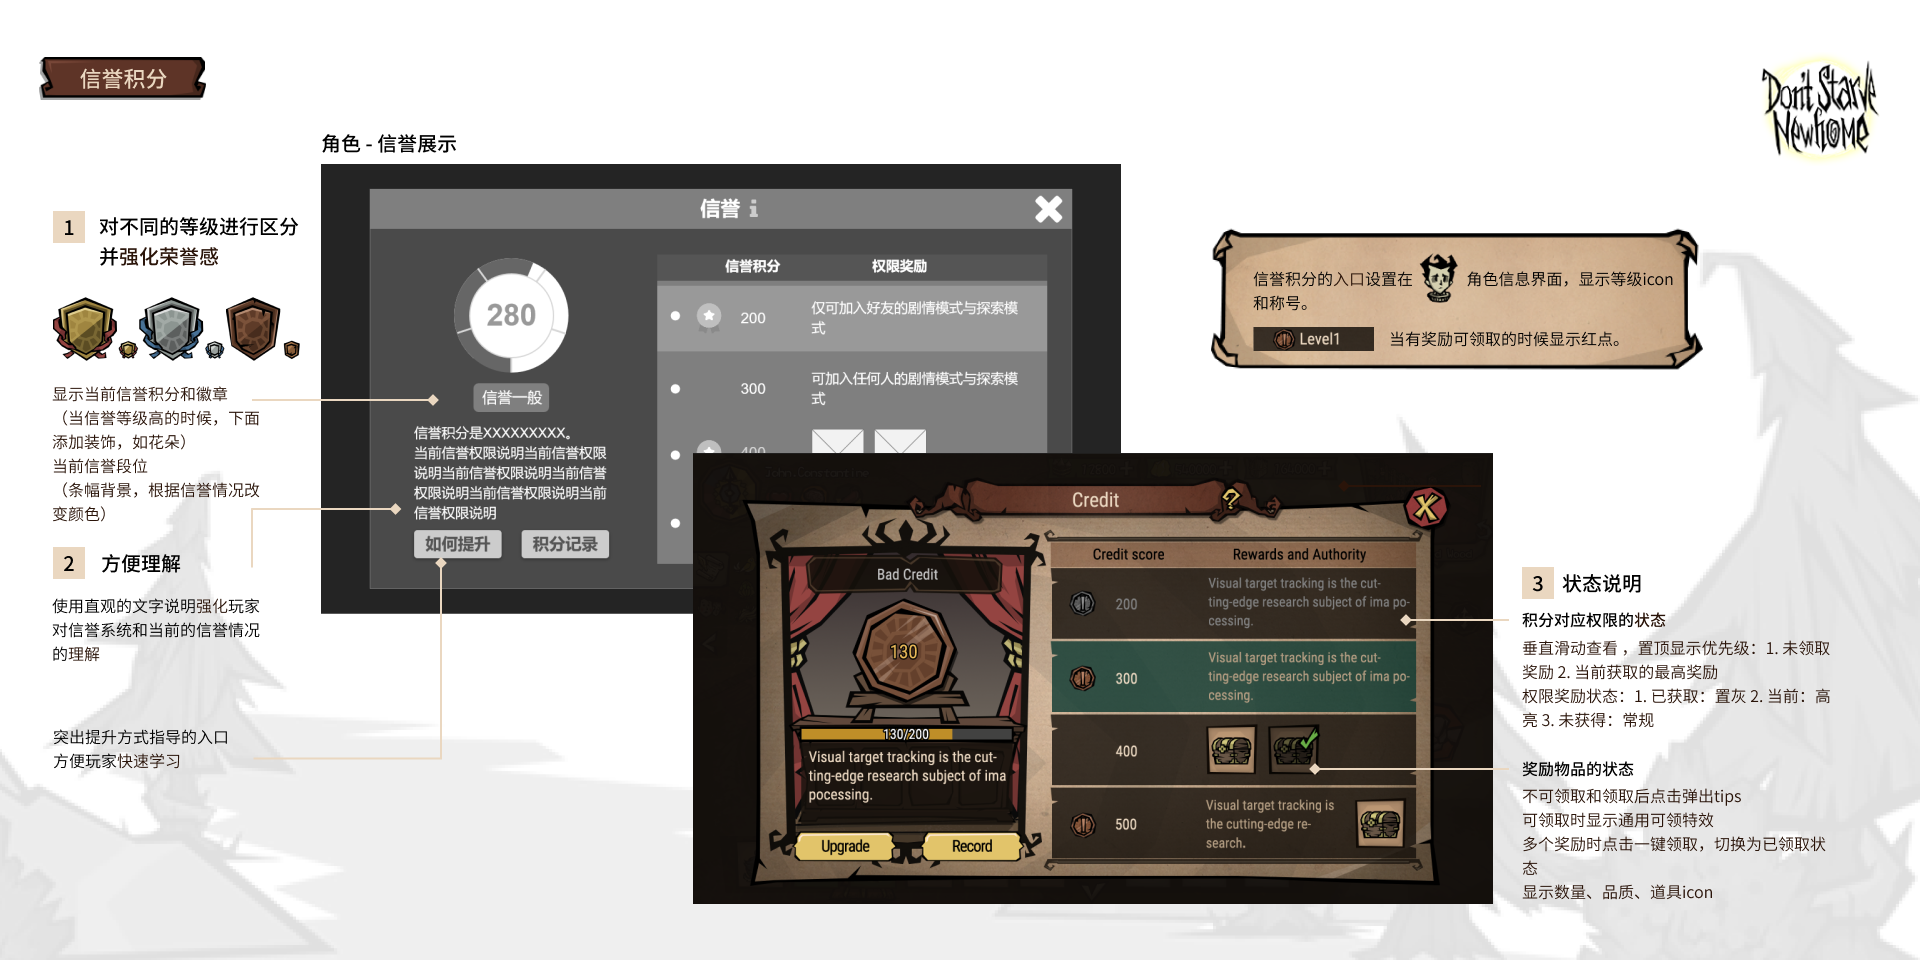 信誉积分
Don't Starve
Newhome
角色 - 信誉展示
1
对不同的等级进行区分
并强化荣誉感
显示当前信誉积分和徽章
（当信誉等级高的时候，下面
添加装饰，如花朵）
当前信誉段位
（条幅背景，根据信誉情况改
变颜色）
2
方便理解
使用直观的文字说明强化玩家
对信誉系统和当前的信誉情况
的理解
突出提升方式指导的入口
方便玩家快速学习
信誉
280
信誉一般
信誉积分是XXXXXXXXX。
当前信誉权限说明当前信誉权限
说明当前信誉权限说明当前信誉
权限说明当前信誉权限说明当前
信誉权限说明
如何提升
积分记录
信誉积分
权限奖励
200
仅可加入好友的剧情模式与探索模
式
300
可加入任何人的剧情模式与探索模
式
400
信誉积分的入口设置在
角色信息界面，显示等级icon
和称号。
Level1
当有奖励可领取的时候显示红点。
Credit
?
Bad Credit
130
130/200
Visual target tracking is the cut-
ting-edge research subject of ima
pocessing.
Upgrade
Record
Credit score
Rewards and Authority
200
Visual target tracking is the cut-
ting-edge research subject of ima po-
cessing.
300
Visual target tracking is the cut-
ting-edge research subject of ima po-
cessing.
400
500
Visual target tracking is
the cutting-edge re-
search.
3
状态说明
积分对应权限的状态
垂直滑动查看 ，置顶显示优先级：1. 未领取
奖励 2. 当前获取的最高奖励
权限奖励状态：1. 已获取：置灰 2. 当前：高
亮 3. 未获得：常规
奖励物品的状态
不可领取和领取后点击弹出tips
可领取时显示通用可领特效
多个奖励时点击一键领取，切换为已领取状
态
显示数量、品质、道具icon